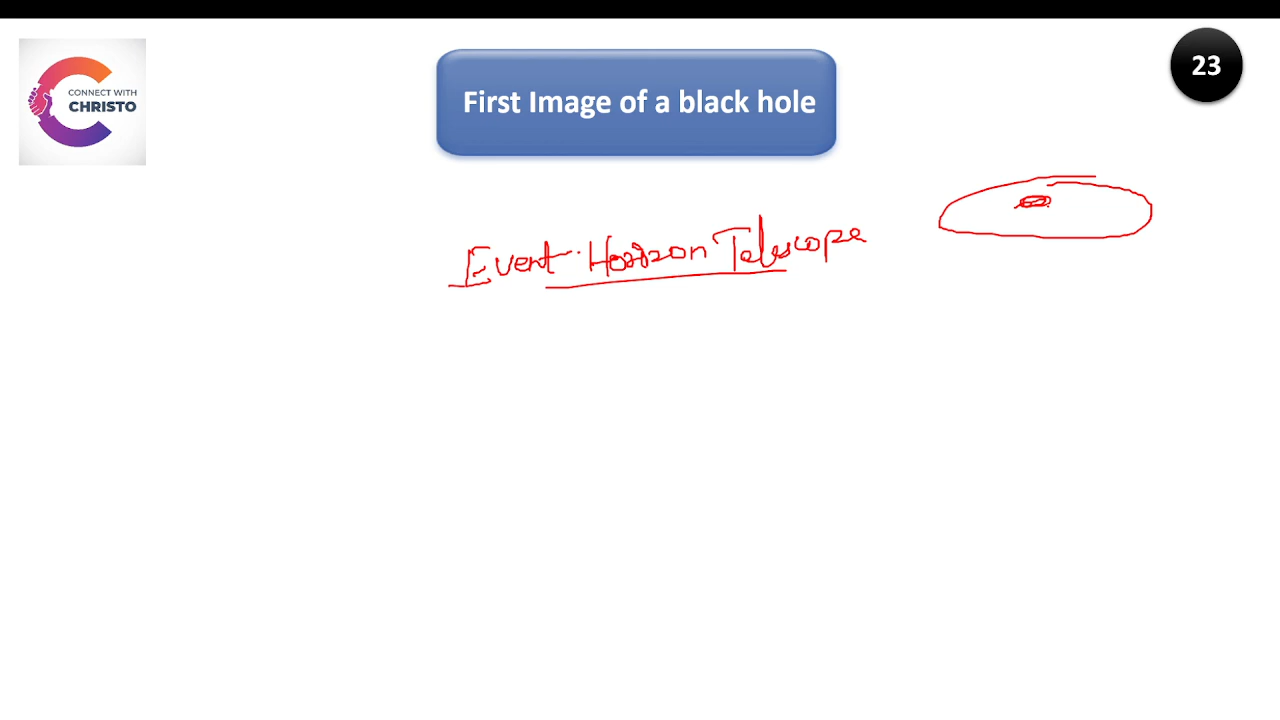 CONNECT WITH
CHRISTO
First Image of a black hole
23
Event Horizon Telescope